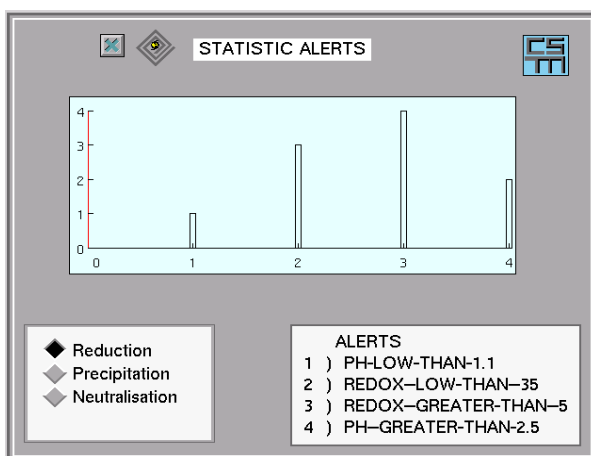 STATISTIC ALERTS
CSM
4
3
2
1
0
0 1 2 3 4
Reduction
Precipitation
Neutralisation
ALERTS
1 ) PH-LOW-THAN-1.1
2 ) REDOX–LOW-THAN–35
3 ) REDOX–GREATER-THAN–5
4 ) PH–GREATER-THAN-2.5